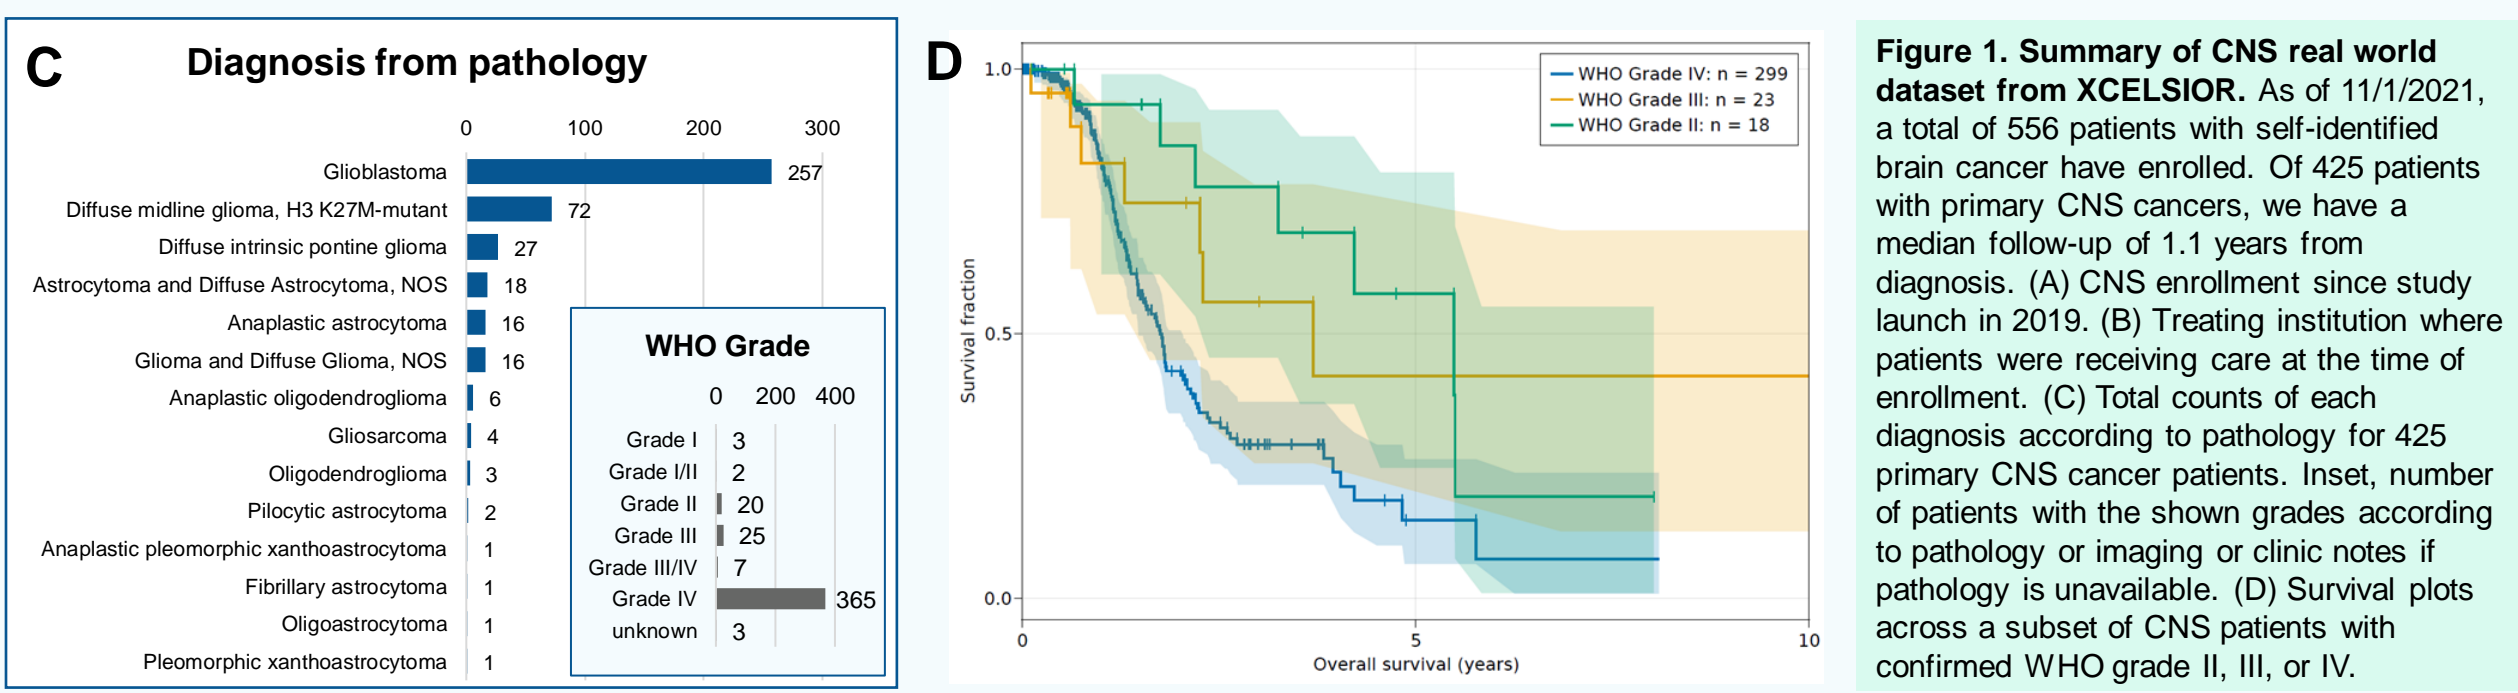 C
Diagnosis from pathology
0 100 200 300
Glioblastoma 257
Diffuse midline glioma, H3 K27M-mutant 72
Diffuse intrinsic pontine glioma 27
Astrocytoma and Diffuse Astrocytoma, NOS 18
Anaplastic astrocytoma 16
Glioma and Diffuse Glioma, NOS 16
Anaplastic oligodendroglioma 6
Gliosarcoma 4
Oligodendroglioma 3
Pilocytic astrocytoma 2
Anaplastic pleomorphic xanthoastrocytoma 1
Fibrillary astrocytoma 1
Oligoastrocytoma 1
Pleomorphic xanthoastrocytoma 1
WHO Grade
0 200 400
Grade I 3
Grade I/II 2
Grade II 20
Grade III 25
Grade III/IV 7
Grade IV 365
unknown 3
D
WHO Grade IV: n = 299
WHO Grade III: n = 23
WHO Grade II: n = 18
Survival fraction
1.0
0.5
0.0
0 5 10
Overall survival (years)
Figure 1. Summary of CNS real world
dataset from XCELSIOR. As of 11/1/2021,
a total of 556 patients with self-identified
brain cancer have enrolled. Of 425 patients
with primary CNS cancers, we have a
median follow-up of 1.1 years from
diagnosis. (A) CNS enrollment since study
launch in 2019. (B) Treating institution where
patients were receiving care at the time of
enrollment. (C) Total counts of each
diagnosis according to pathology for 425
primary CNS cancer patients. Inset, number
of patients with the shown grades according
to pathology or imaging or clinic notes if
pathology is unavailable. (D) Survival plots
across a subset of CNS patients with
confirmed WHO grade II, III, or IV.